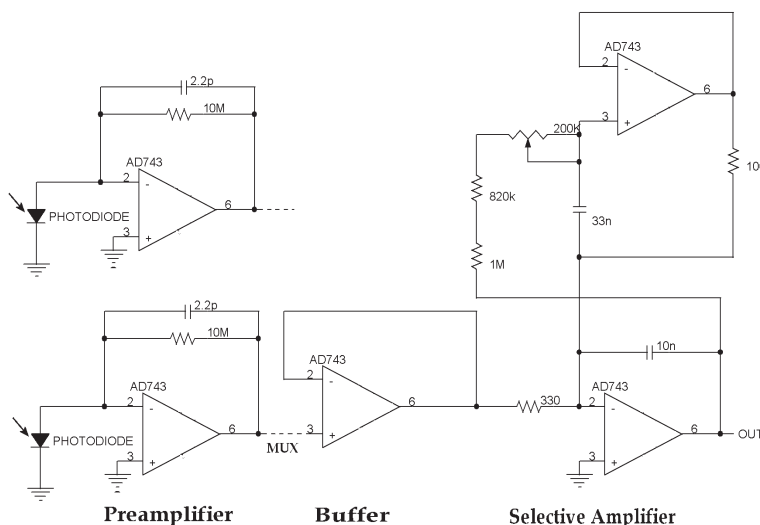 AD743
2
-
6
3
+
200K
820k
1M
33n
10
2.2p
10M
AD743
2
-
6
3
+
PHOTODIODE
2.2p
10M
AD743
2
-
6
3
+
PHOTODIODE
MUX
AD743
2
-
6
3
+
330
10n
AD743
2
-
6
3
+
OUT
Preamplifier
Buffer
Selective Amplifier